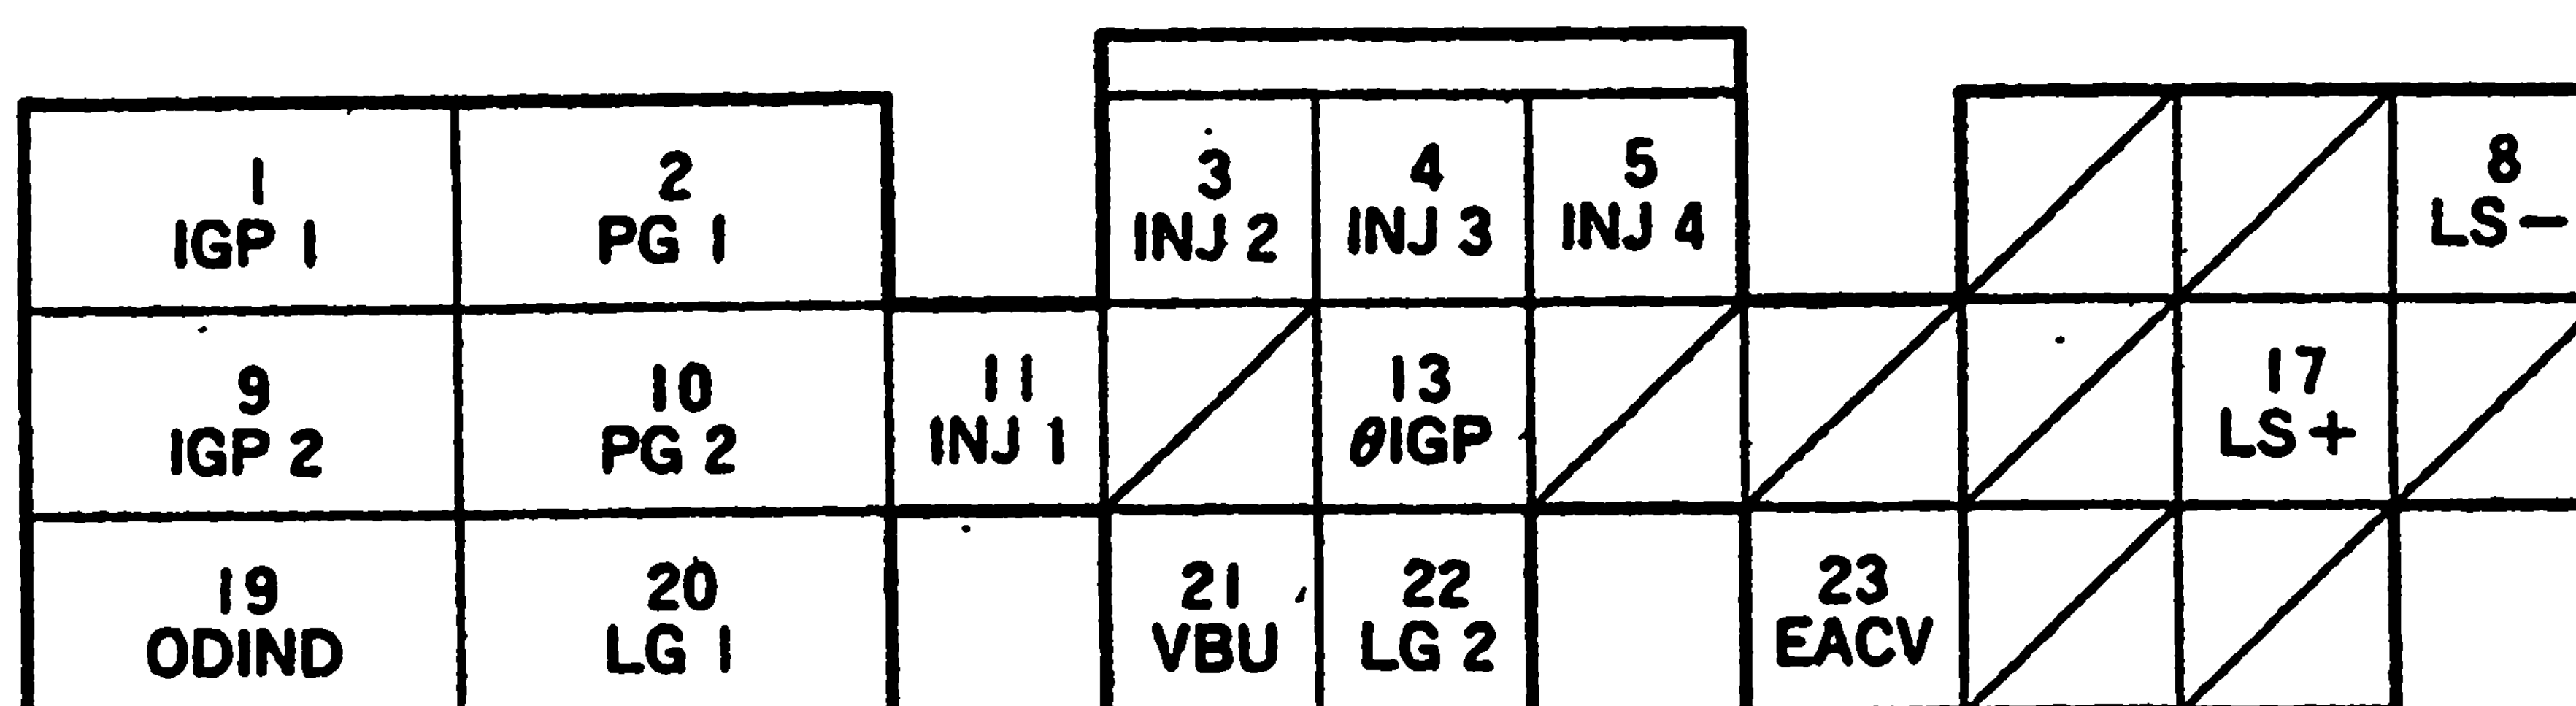 1
IGP 1
2
PG 1
3
INJ 2
4
INJ 3
5
INJ 4
8
LS−
9
IGP 2
10
PG 2
11
INJ 1
13
θIGP
17
LS+
19
ODIND
20
LG 1
21
VBU
22
LG 2
23
EACV